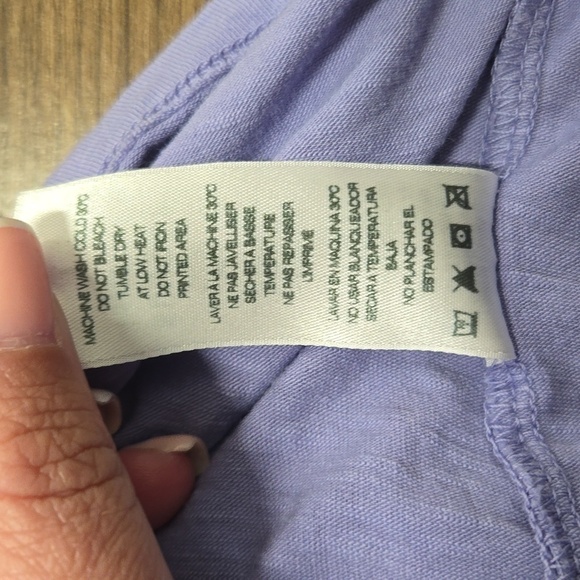 MACHINE WASH COLD 30°C
DO NOT BLEACH
TUMBLE DRY
AT LOW HEAT
DO NOT IRON
PRINTED AREA
LAVER A LA MACHINE 30°C
NE PAS JAVELLISER
SECHER A BASSE
TEMPERATURE
NE PAS REPASSER
L'IMPRIMÉ
LAVAR EN MAQUINA 30°C
NO USAR BLANQUEADOR
SECAR A TEMPERATURA
BAJA
NO PLANCHAR EL
ESTAMPADO